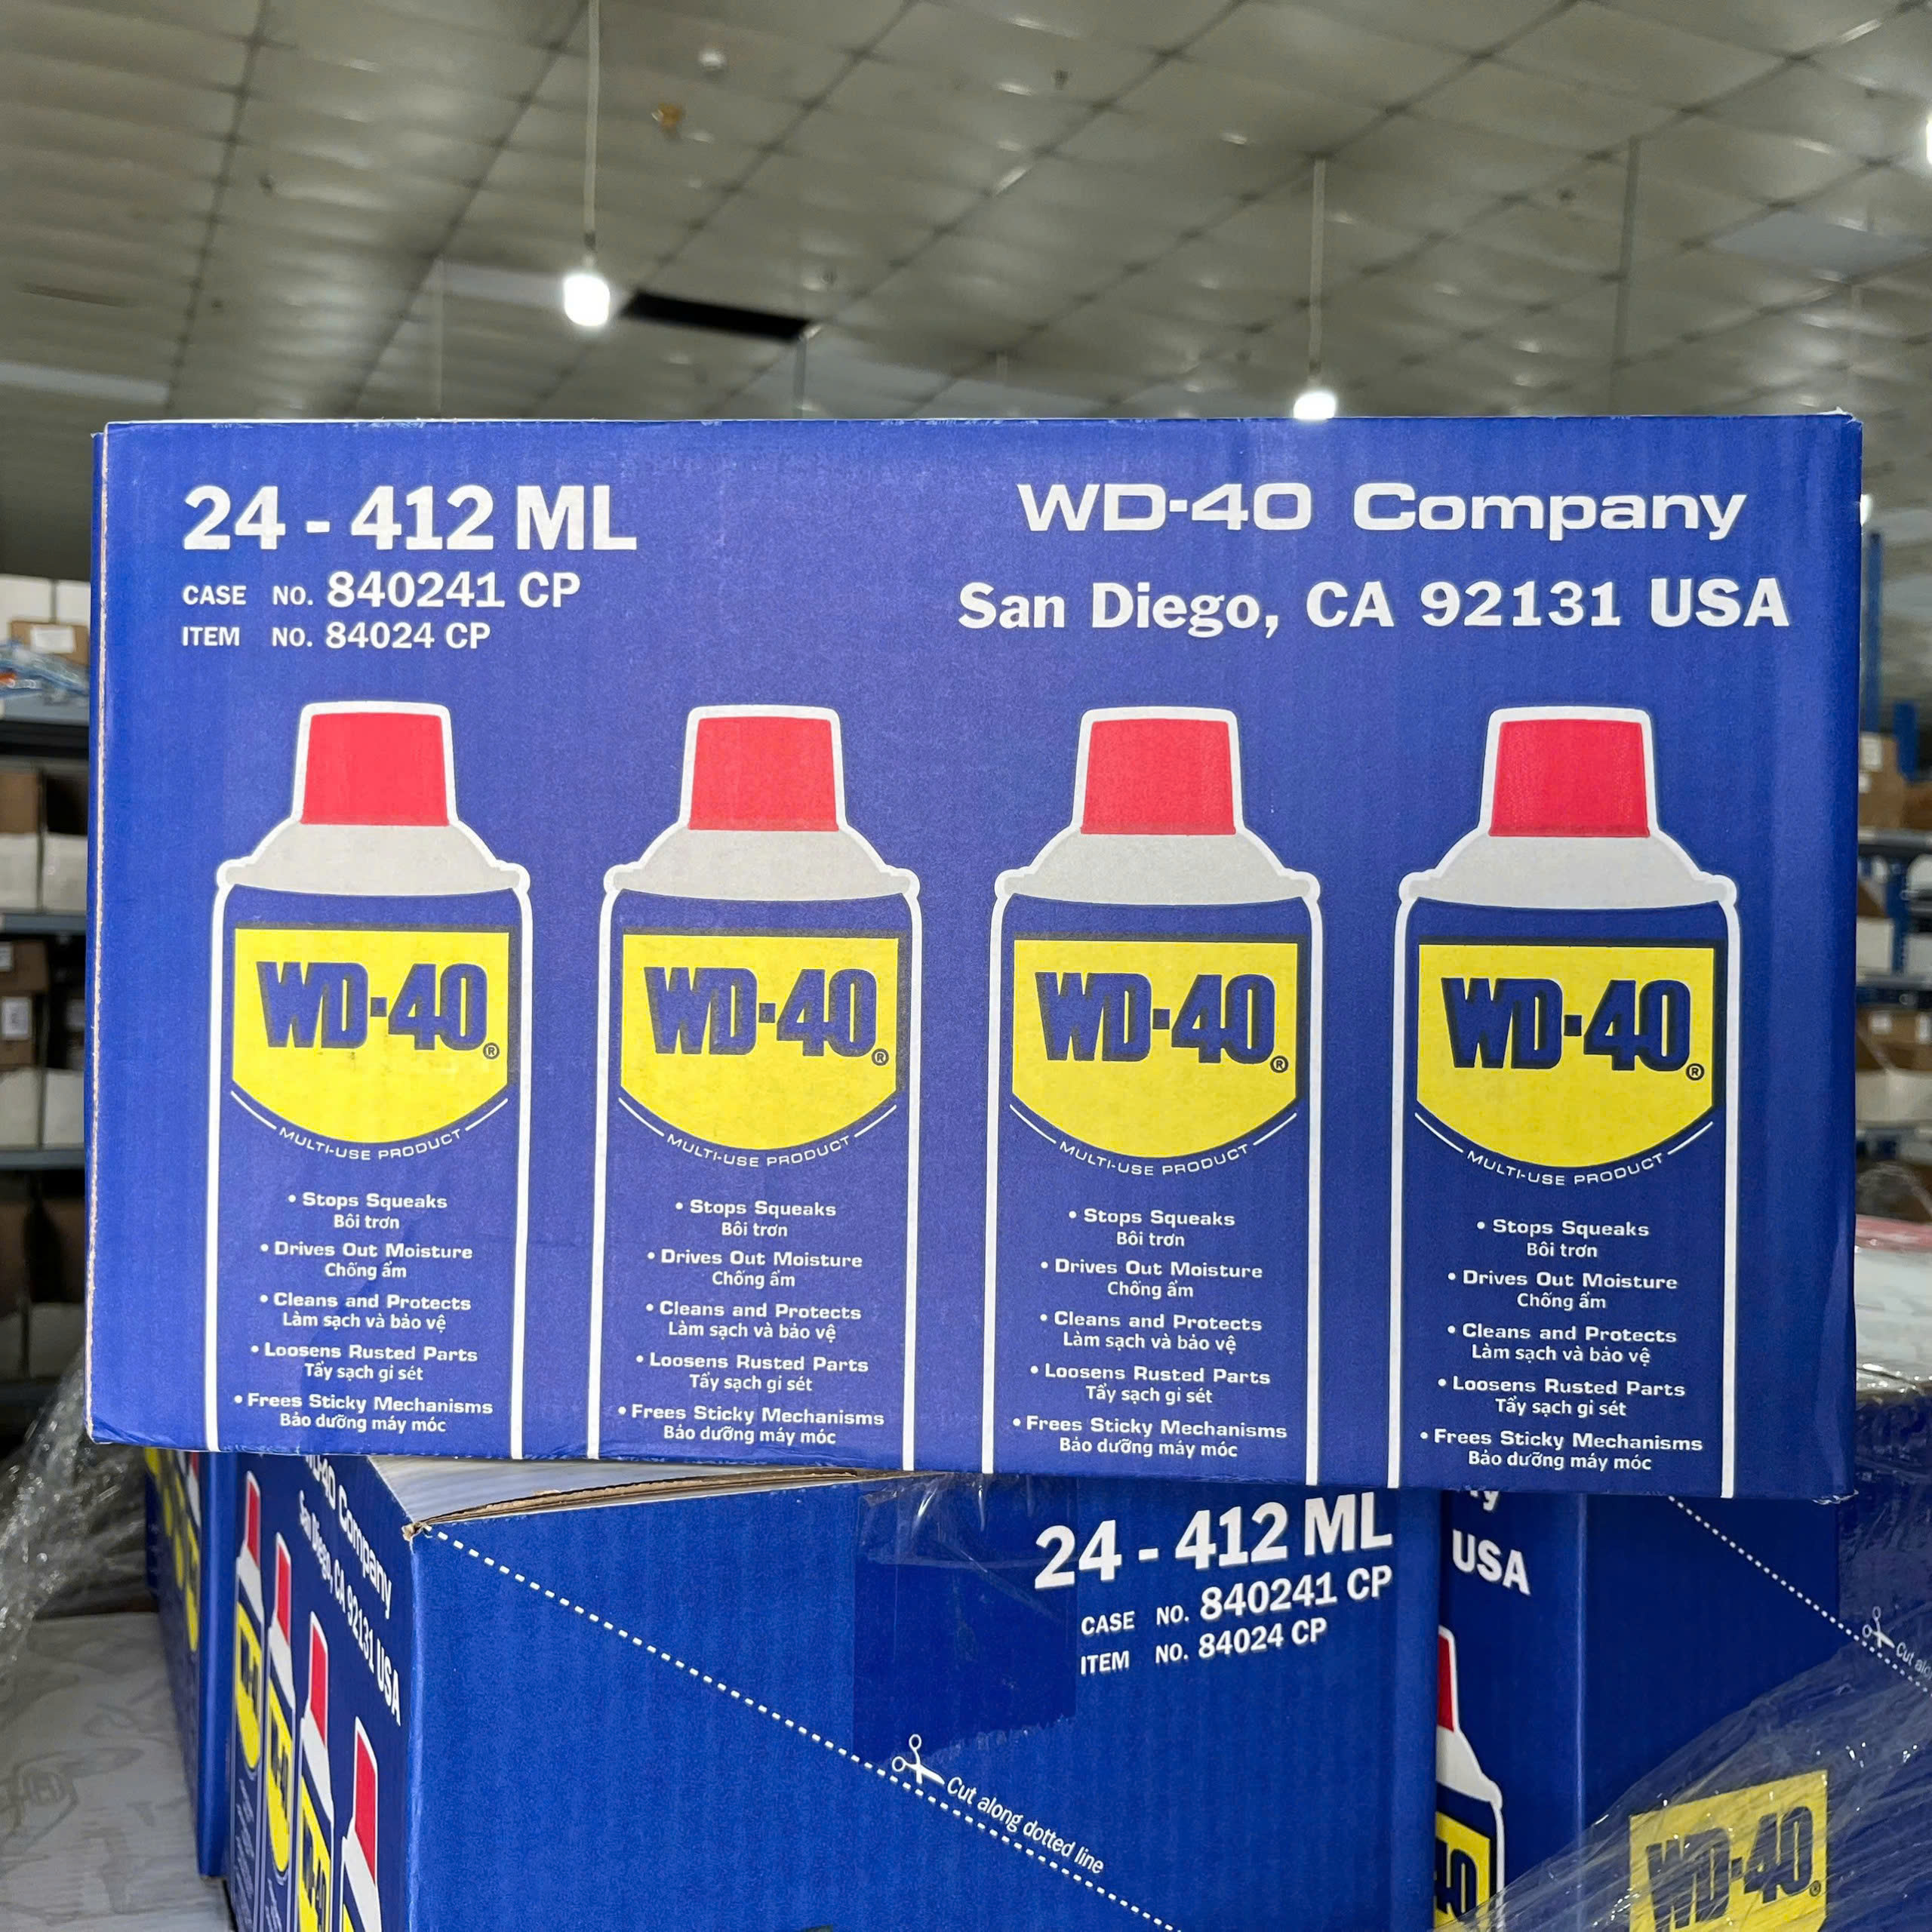 24 - 412 ML
CASE NO. 840241 CP
ITEM NO. 84024 CP
WD-40 Company
San Diego, CA 92131 USA
WD-40®
MULTI-USE PRODUCT
• Stops Squeaks
Bôi trơn
• Drives Out Moisture
Chống ẩm
• Cleans and Protects
Làm sạch và bảo vệ
• Loosens Rusted Parts
Tẩy sạch gỉ sét
• Frees Sticky Mechanisms
Bảo dưỡng máy móc
WD-40®
MULTI-USE PRODUCT
• Stops Squeaks
Bôi trơn
• Drives Out Moisture
Chống ẩm
• Cleans and Protects
Làm sạch và bảo vệ
• Loosens Rusted Parts
Tẩy sạch gỉ sét
• Frees Sticky Mechanisms
Bảo dưỡng máy móc
WD-40®
MULTI-USE PRODUCT
• Stops Squeaks
Bôi trơn
• Drives Out Moisture
Chống ẩm
• Cleans and Protects
Làm sạch và bảo vệ
• Loosens Rusted Parts
Tẩy sạch gỉ sét
• Frees Sticky Mechanisms
Bảo dưỡng máy móc
WD-40®
MULTI-USE PRODUCT
• Stops Squeaks
Bôi trơn
• Drives Out Moisture
Chống ẩm
• Cleans and Protects
Làm sạch và bảo vệ
• Loosens Rusted Parts
Tẩy sạch gỉ sét
• Frees Sticky Mechanisms
Bảo dưỡng máy móc
Company
San Diego, CA 92131 USA
24 - 412 ML
CASE NO. 840241 CP
ITEM NO. 84024 CP
Cut along dotted line
USA
Cut
WD-40®